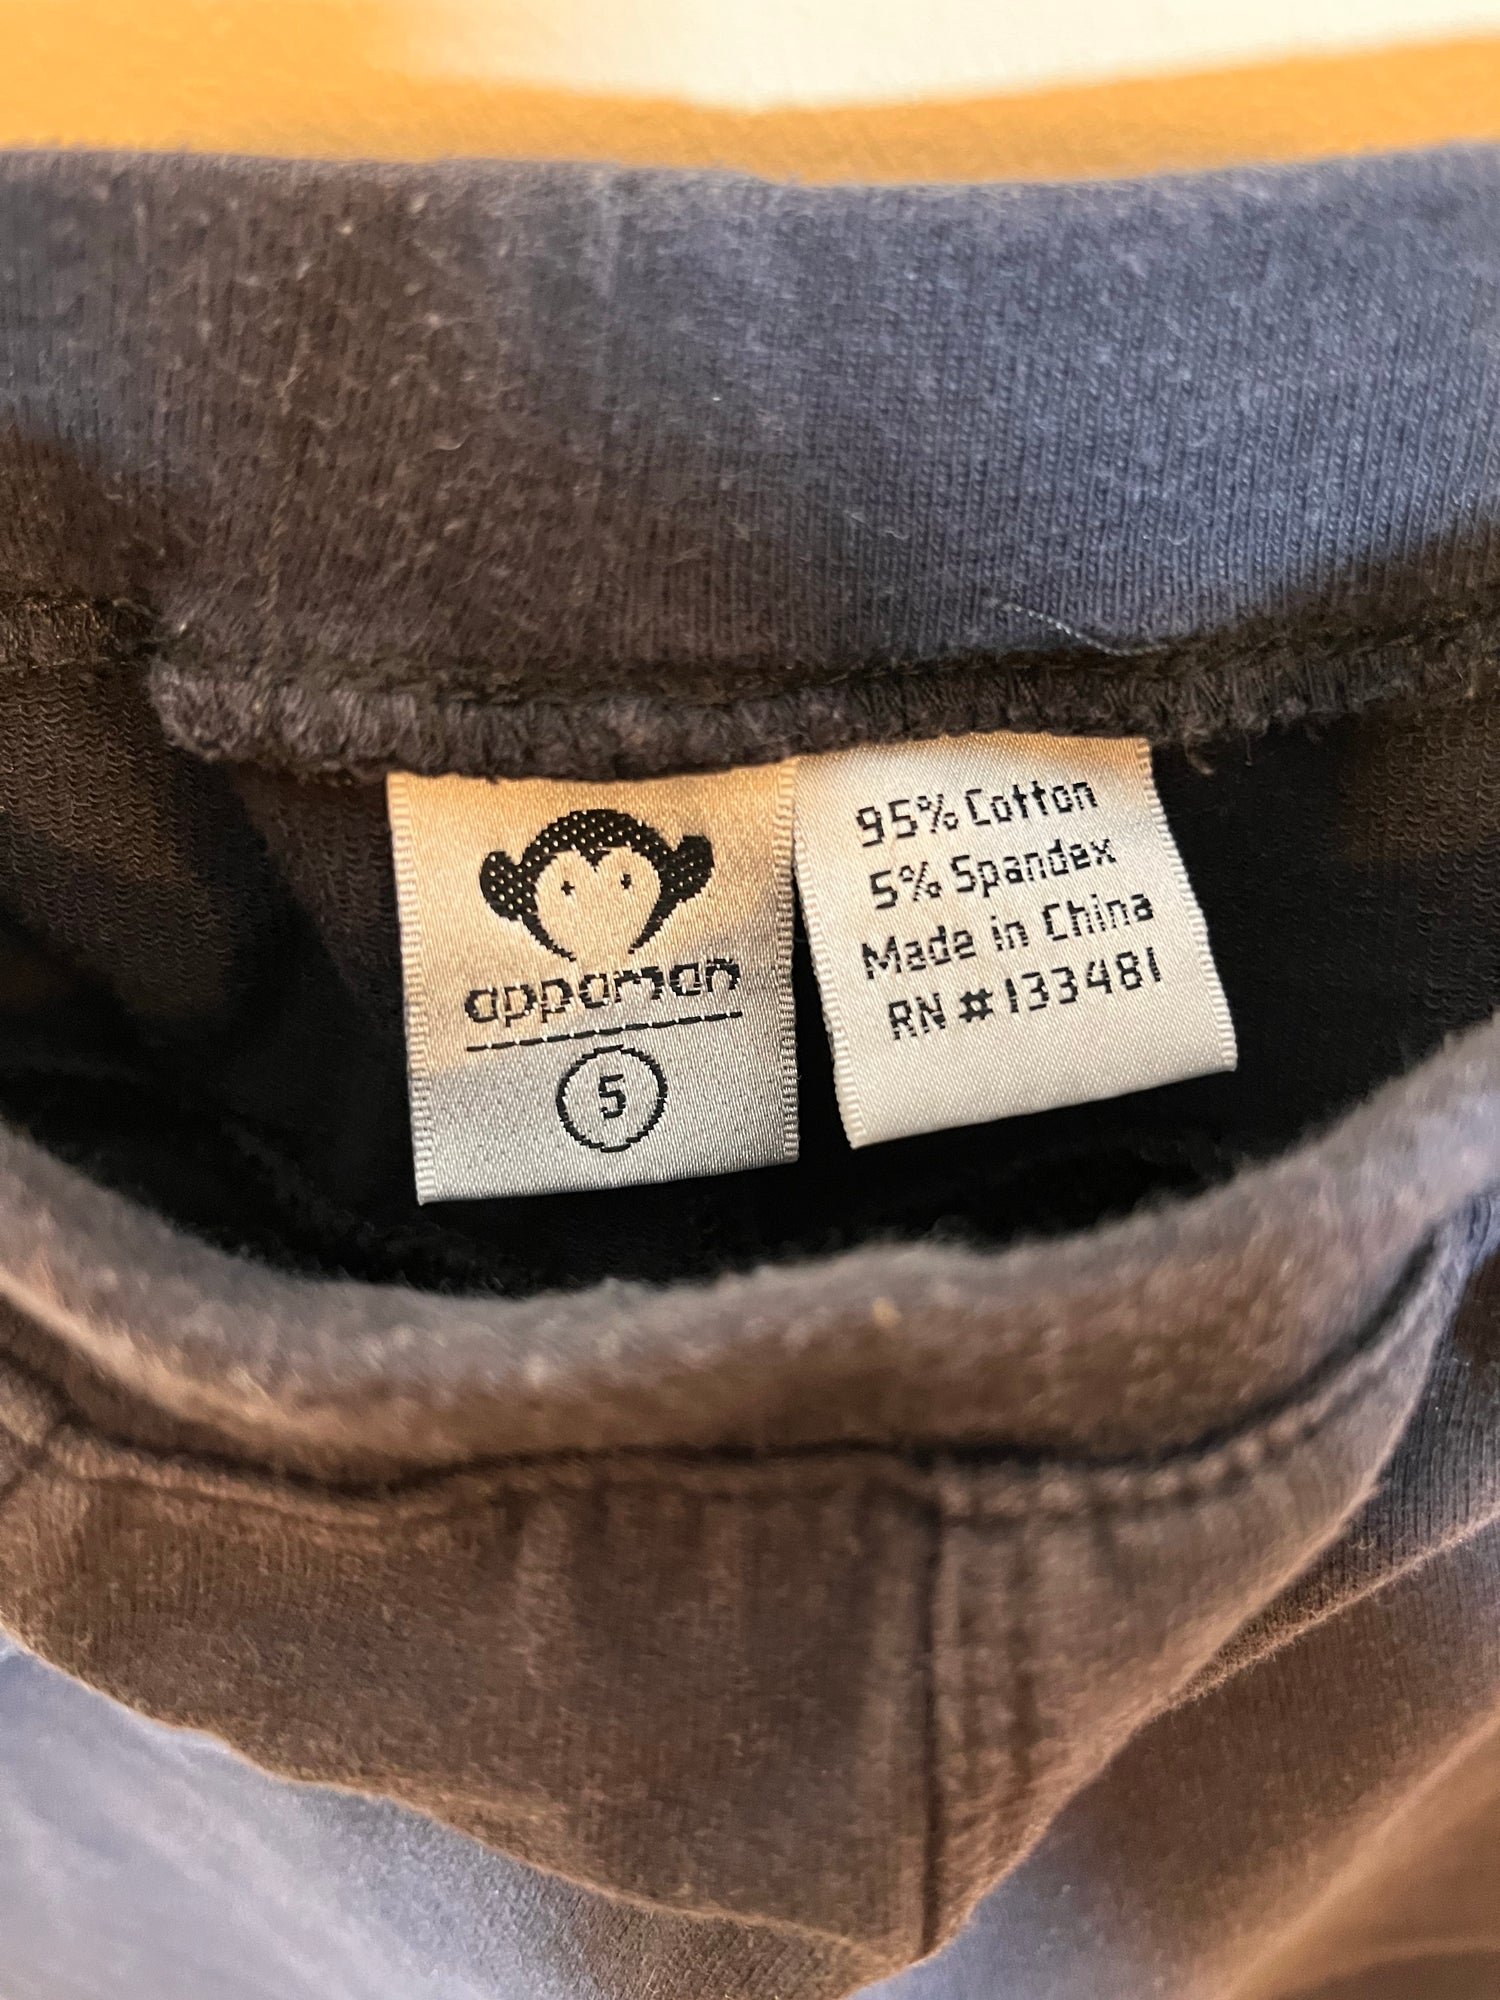 appaman
5
95% Cotton
5% Spandex
Made in China
RN #133481